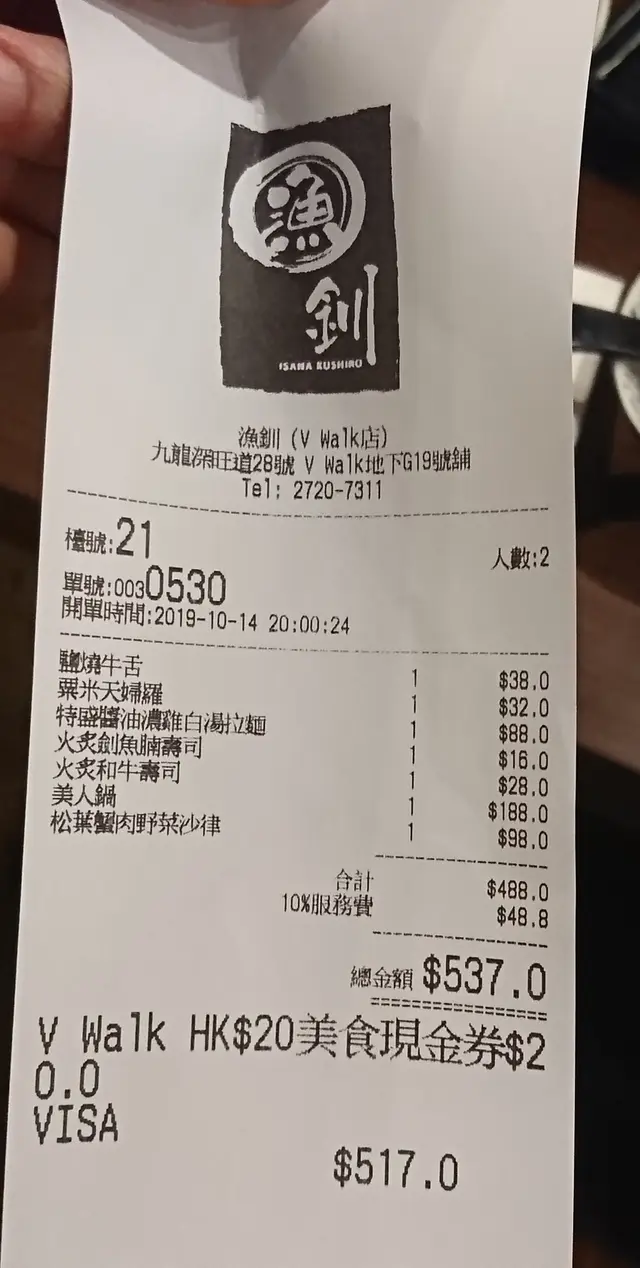 漁
釧
ISANA KUSHIRO
漁釧 (V Walk店)
九龍深旺道28號 V Walk地下G19號舖
Tel: 2720-7311
檯號:21
人數:2
單號:0030530
開單時間:2019-10-14 20:00:24
鹽燒牛舌 1 $38.0
粟米天婦羅 1 $32.0
特盛醬油濃雞白湯拉麵 1 $88.0
火炙劍魚腩壽司 1 $16.0
火炙和牛壽司 1 $28.0
美人鍋 1 $188.0
松葉蟹肉野菜沙律 1 $98.0
合計 $488.0
10%服務費 $48.8
總金額 $537.0
V Walk HK$20美食現金券$2
0.0
VISA
$517.0